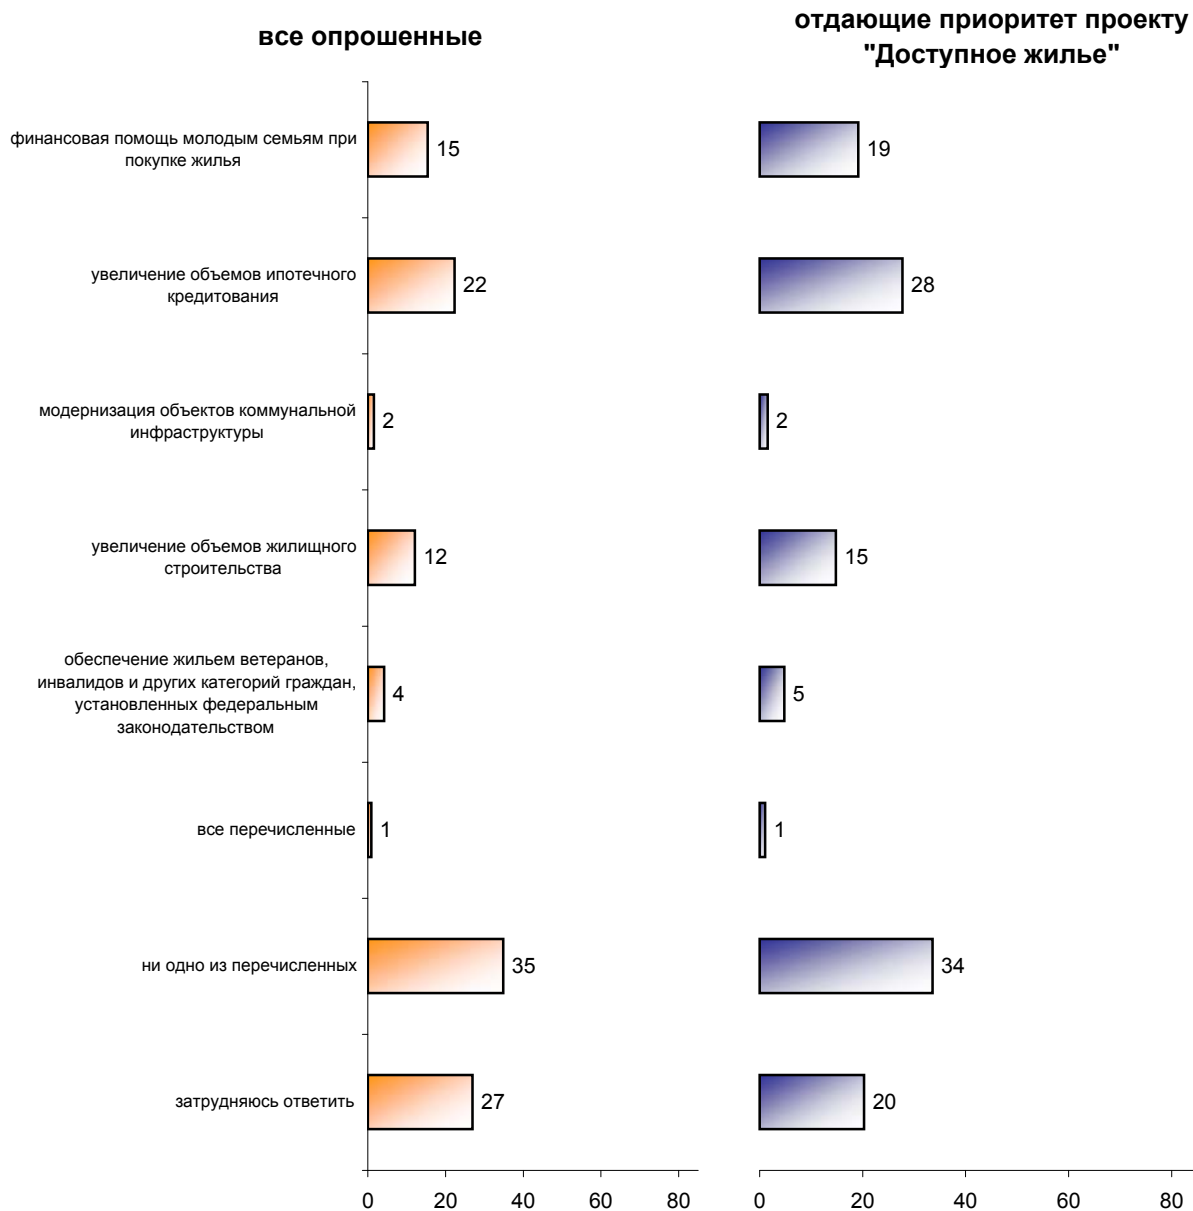 все опрошенные
отдающие приоритет проекту
"Доступное жилье"
финансовая помощь молодым семьям при
покупке жилья
15
19
увеличение объемов ипотечного
кредитования
22
28
модернизация объектов коммунальной
инфраструктуры
2
2
увеличение объемов жилищного
строительства
12
15
обеспечение жильем ветеранов,
инвалидов и других категорий граждан,
установленных федеральным
законодательством
4
5
все перечисленные
1
1
ни одно из перечисленных
35
34
затрудняюсь ответить
27
20
0 20 40 60 80
0 20 40 60 80